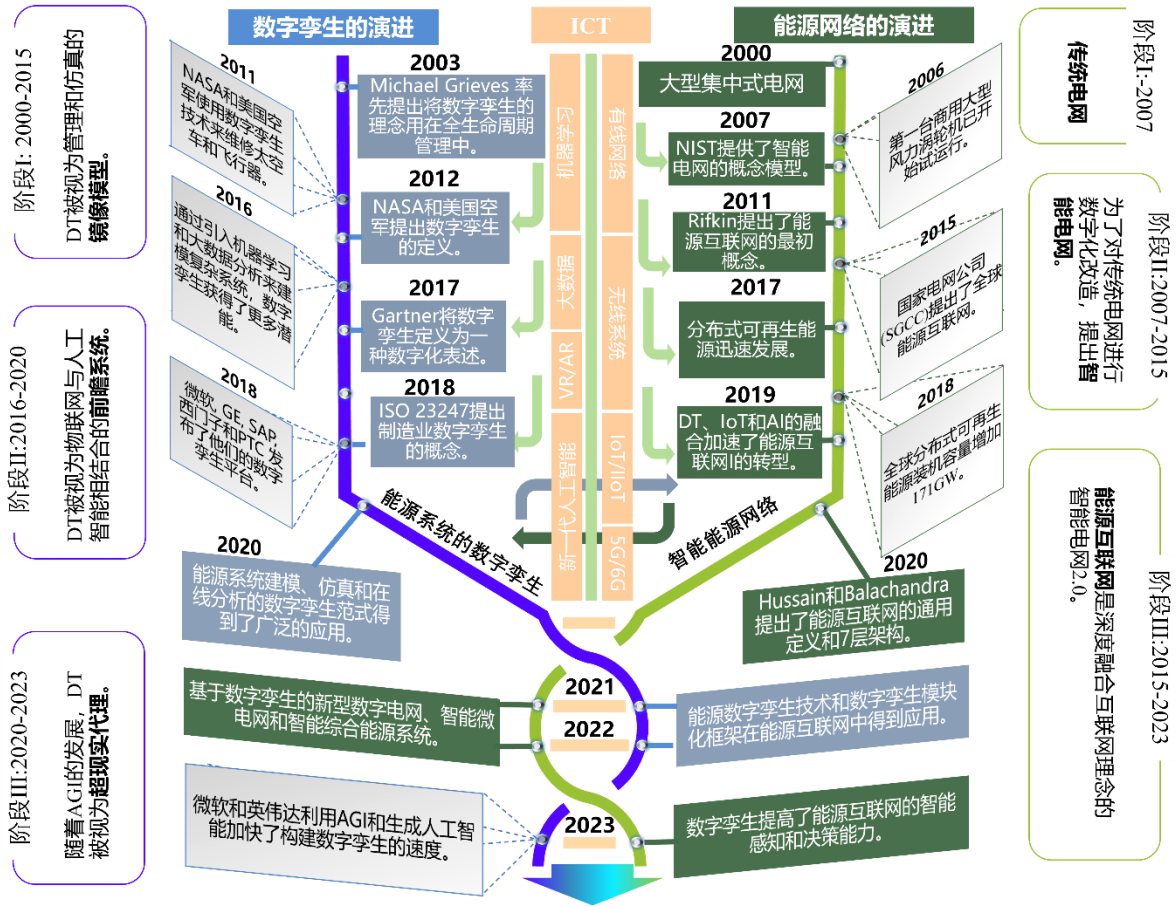 数字孪生的演进
ICT
能源网络的演进
阶段I: 2000-2015
DT被视为管理和仿真的
镜像模型。
阶段II:2016-2020
DT被视为物联网与人工
智能相结合的前瞻系统。
阶段III:2020-2023
随着AGI的发展, DT
被视为超现实代理。
2011
NASA和美国空
军使用数字孪生
技术来维修太空
车和飞行器。
2016
通过引入机器学习
和大数据分析来建
模复杂系统，数字
孪生获得了更多潜
能。
2018
微软, GE, SAP,
西门子和PTC 发
布了他们的数字
孪生平台。
2003
Michael Grieves 率
先提出将数字孪生的
理念用在全生命周期
管理中。
2012
NASA和美国空
军提出数字孪生
的定义。
2017
Gartner将数字
孪生定义为一
种数字化表述。
2018
ISO 23247提出
制造业数字孪生
的概念。
机器学习
大数据
VR/AR
新一代人工智能
有线网络
无线系统
IoT/IIoT
5G/6G
2000
大型集中式电网
2007
NIST提供了智能
电网的概念模型。
2011
Rifkin提出了能
源互联网的最初
概念。
2017
分布式可再生能
源迅速发展。
2019
DT、IoT和AI的融
合加速了能源互
联网I的转型。
2006
第一台商用大型
风力涡轮机已开
始试运行。
2015
国家电网公司
(SGCC)提出了全球
能源互联网。
2018
全球分布式可再生
能源装机容量增加
171GW。
阶段I:-2007
传统电网
阶段II:2007-2015
为了对传统电网进行
数字化改造，提出智
能电网。
阶段III:2015-2023
能源互联网是深度融合互联网理念的
智能电网2.0。
能源系统的数字孪生
智能能源网络
2020
能源系统建模、仿真和在
线分析的数字孪生范式得
到了广泛的应用。
2020
Hussain和Balachandra
提出了能源互联网的通用
定义和7层架构。
2021
2022
基于数字孪生的新型数字电网、智能微
电网和智能综合能源系统。
能源数字孪生技术和数字孪生模块
化框架在能源互联网中得到应用。
2023
微软和英伟达利用AGI和生成人工智
能加快了构建数字孪生的速度。
数字孪生提高了能源互联网的智能
感知和决策能力。